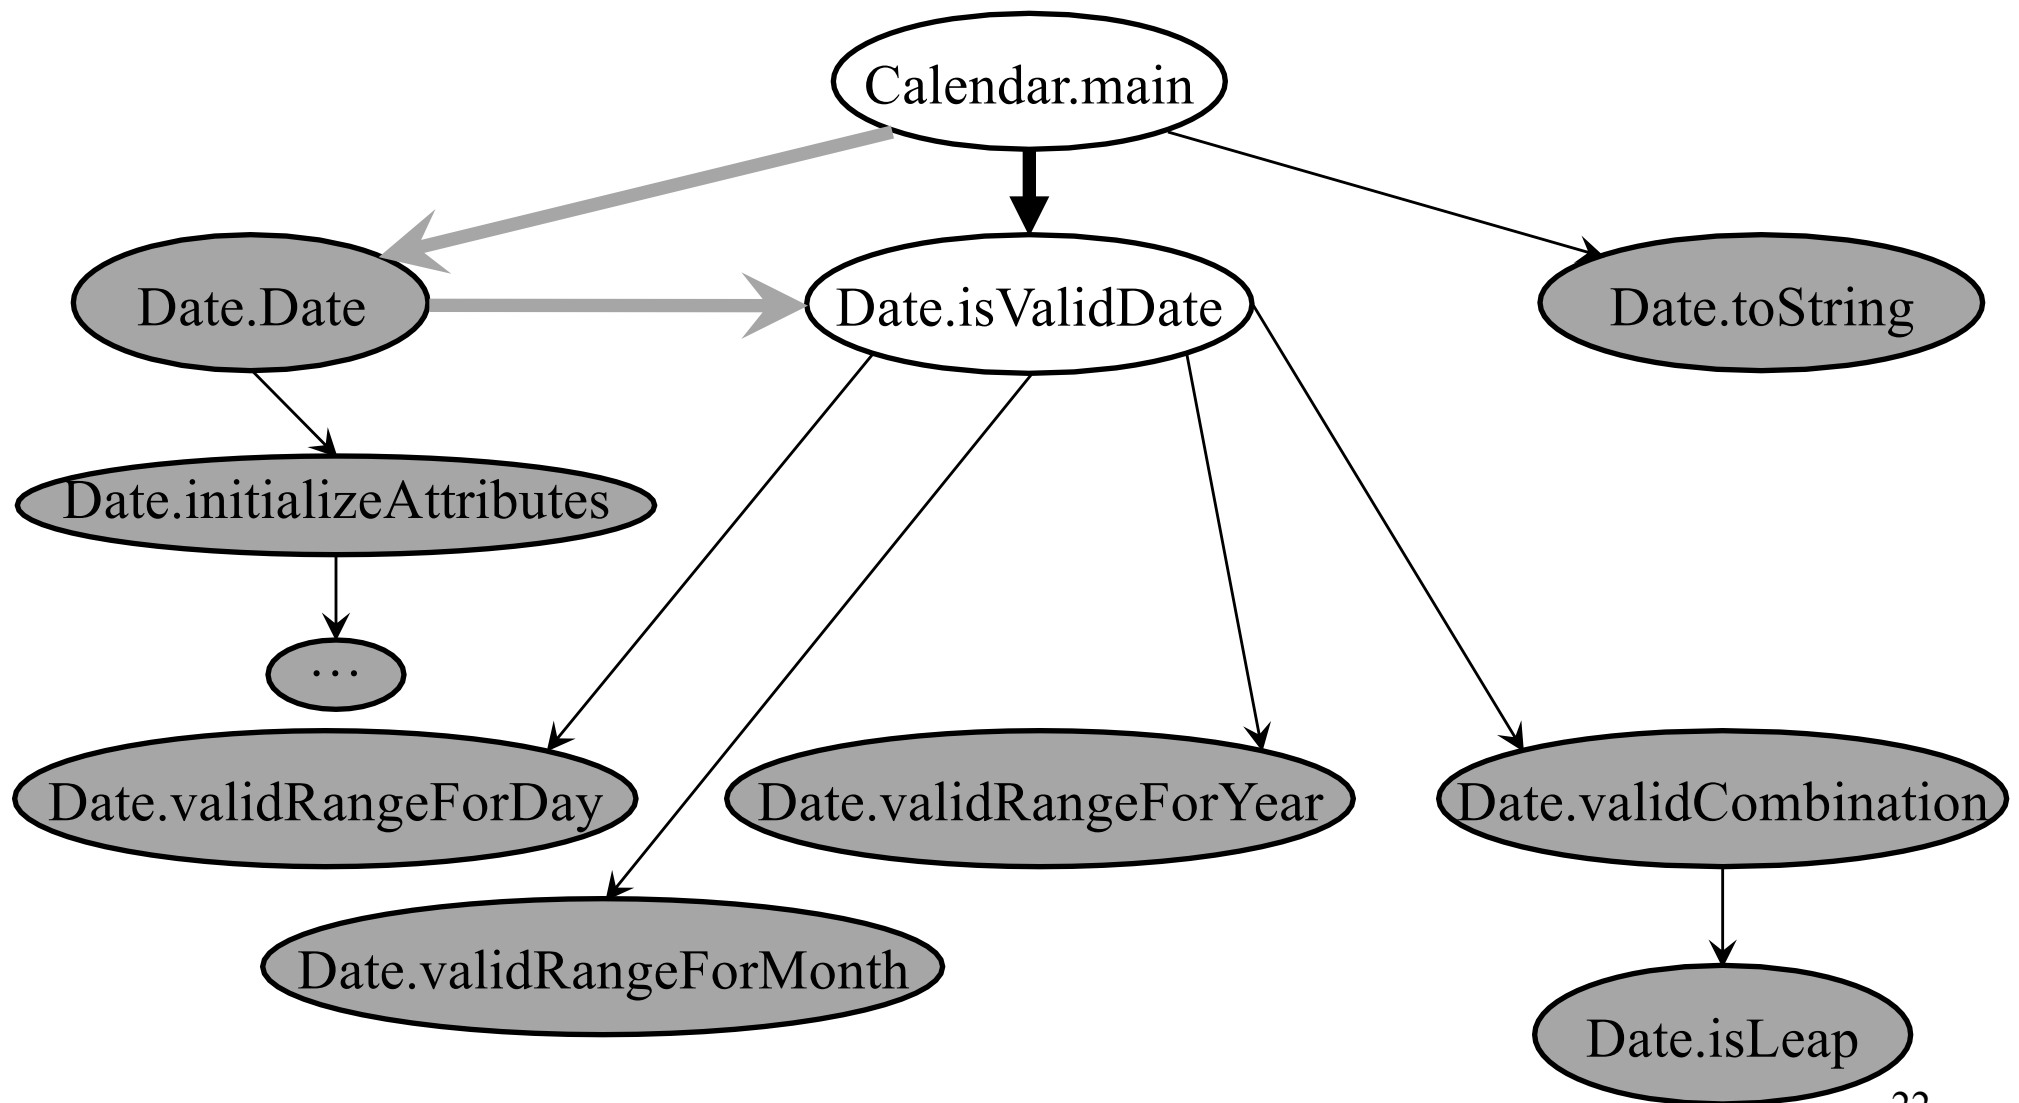 Calendar.main
Date.Date
Date.isValidDate
Date.toString
Date.initializeAttributes
…
Date.validRangeForDay
Date.validRangeForYear
Date.validCombination
Date.validRangeForMonth
Date.isLeap
22